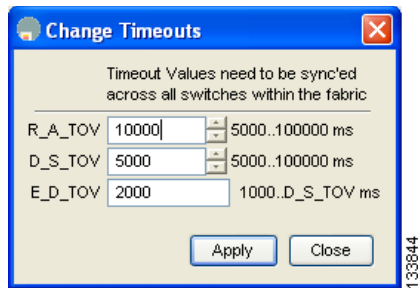 Change Timeouts
Timeout Values need to be sync'ed
across all switches within the fabric
R_A_TOV 10000 5000..100000 ms
D_S_TOV 5000 5000..100000 ms
E_D_TOV 2000 1000..D_S_TOV ms
Apply Close
133844